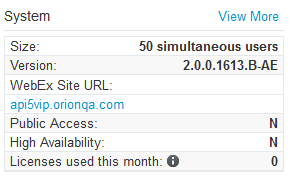 System View More
Size: 50 simultaneous users
Version: 2.0.0.1613.B-AE
WebEx Site URL:
api5vip.orionqa.com
Public Access: N
High Availability: N
Licenses used this month: 0